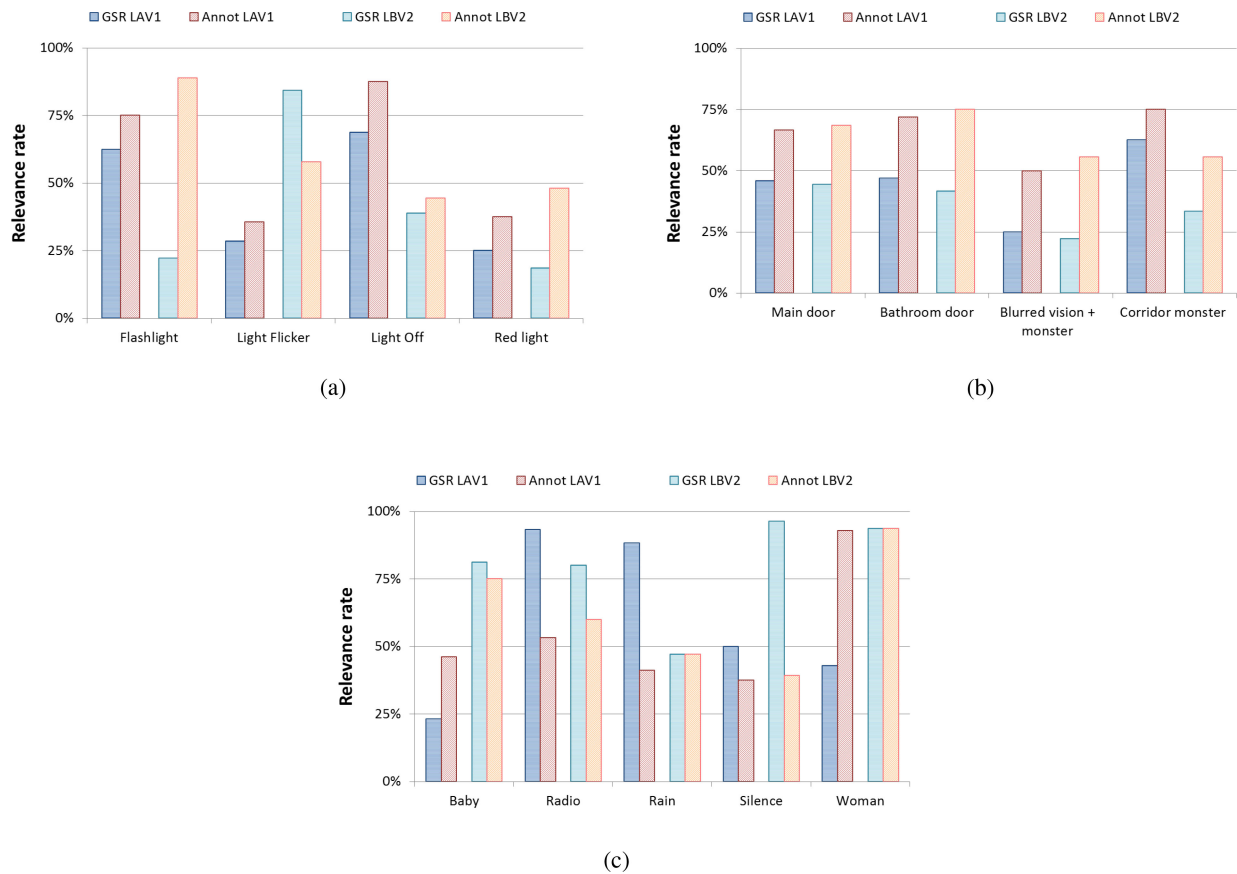 GSR LAV1 Annot LAV1 GSR LBV2 Annot LBV2
100%
75%
50%
25%
0%
Relevance rate
Flashlight Light Flicker Light Off Red light
(a)
GSR LAV1 Annot LAV1 GSR LBV2 Annot LBV2
100%
75%
50%
25%
0%
Relevance rate
Main door Bathroom door Blurred vision + Corridor monster
monster
(b)
GSR LAV1 Annot LAV1 GSR LBV2 Annot LBV2
100%
75%
50%
25%
0%
Relevance rate
Baby Radio Rain Silence Woman
(c)